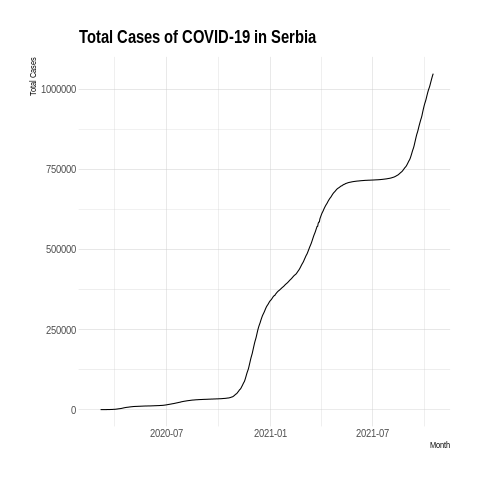 Total Cases of COVID-19 in Serbia
Total Cases
1000000
750000
500000
250000
0
2020-07
2021-01
2021-07
Month